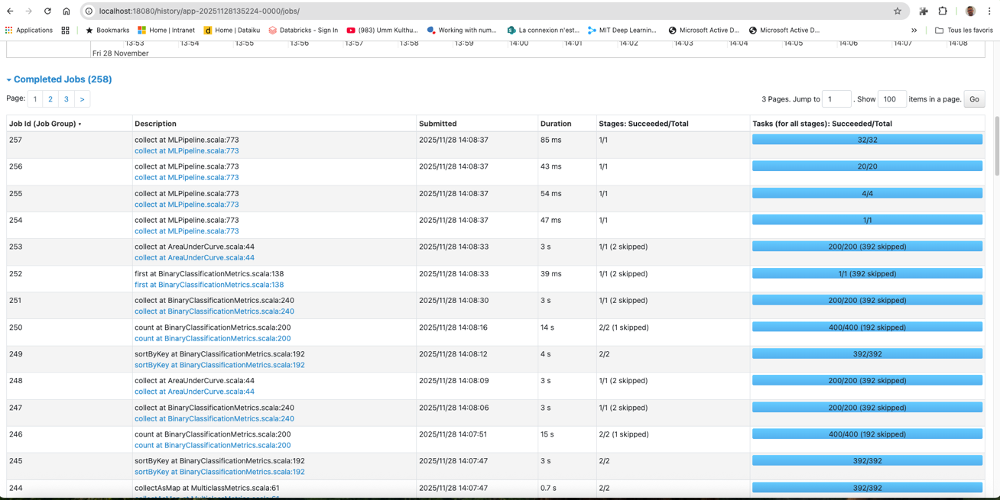 localhost:18080/history/app-20251128135224-0000/jobs/
Applications
Bookmarks
Home | Intranet
Home | Dataiku
Databricks - Sign In
(983) Umm Kulthu...
Working with num...
La connexion n'est...
MIT Deep Learnin...
Microsoft Active D...
Microsoft Active D...
»
Tous les favoris
13:53 13:54 13:55 13:56 13:57 13:58 13:59 14:00 14:01 14:02 14:03 14:04 14:05 14:06 14:07 14:08
Fri 28 November
Completed Jobs (258)
Page: 1 2 3 >
3 Pages. Jump to 1 . Show 100 items in a page. Go
Job Id (Job Group) ▾ Description Submitted Duration Stages: Succeeded/Total Tasks (for all stages): Succeeded/Total
257 collect at MLPipeline.scala:773 2025/11/28 14:08:37 85 ms 1/1 32/32
collect at MLPipeline.scala:773
256 collect at MLPipeline.scala:773 2025/11/28 14:08:37 43 ms 1/1 20/20
collect at MLPipeline.scala:773
255 collect at MLPipeline.scala:773 2025/11/28 14:08:37 54 ms 1/1 4/4
collect at MLPipeline.scala:773
254 collect at MLPipeline.scala:773 2025/11/28 14:08:37 47 ms 1/1 1/1
collect at MLPipeline.scala:773
253 collect at AreaUnderCurve.scala:44 2025/11/28 14:08:33 3 s 1/1 (2 skipped) 200/200 (392 skipped)
collect at AreaUnderCurve.scala:44
252 first at BinaryClassificationMetrics.scala:138 2025/11/28 14:08:33 39 ms 1/1 (2 skipped) 1/1 (392 skipped)
first at BinaryClassificationMetrics.scala:138
251 collect at BinaryClassificationMetrics.scala:240 2025/11/28 14:08:30 3 s 1/1 (2 skipped) 200/200 (392 skipped)
collect at BinaryClassificationMetrics.scala:240
250 count at BinaryClassificationMetrics.scala:200 2025/11/28 14:08:16 14 s 2/2 (1 skipped) 400/400 (192 skipped)
count at BinaryClassificationMetrics.scala:200
249 sortByKey at BinaryClassificationMetrics.scala:192 2025/11/28 14:08:12 4 s 2/2 392/392
sortByKey at BinaryClassificationMetrics.scala:192
248 collect at AreaUnderCurve.scala:44 2025/11/28 14:08:09 3 s 1/1 (2 skipped) 200/200 (392 skipped)
collect at AreaUnderCurve.scala:44
247 collect at BinaryClassificationMetrics.scala:240 2025/11/28 14:08:06 3 s 1/1 (2 skipped) 200/200 (392 skipped)
collect at BinaryClassificationMetrics.scala:240
246 count at BinaryClassificationMetrics.scala:200 2025/11/28 14:07:51 15 s 2/2 (1 skipped) 400/400 (192 skipped)
count at BinaryClassificationMetrics.scala:200
245 sortByKey at BinaryClassificationMetrics.scala:192 2025/11/28 14:07:47 3 s 2/2 392/392
sortByKey at BinaryClassificationMetrics.scala:192
244 collectAsMap at MulticlassMetrics.scala:61 2025/11/28 14:07:47 0.7 s 2/2 392/392